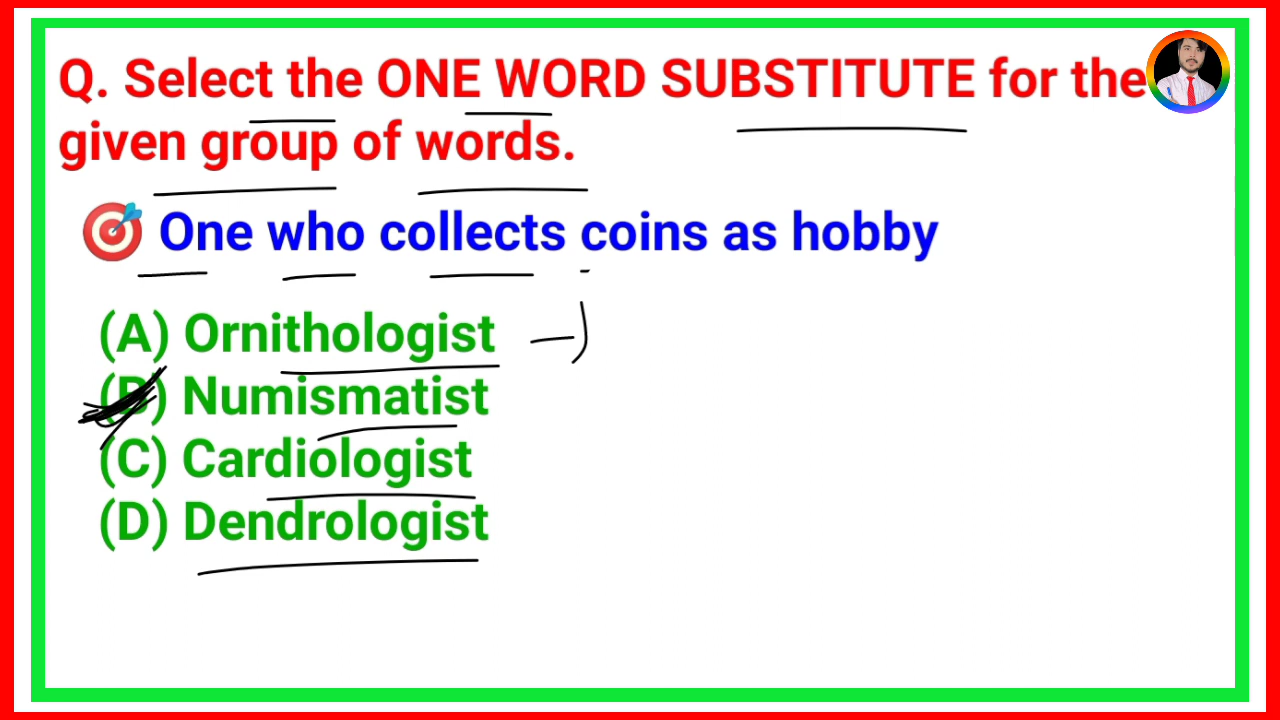 Q. Select the ONE WORD SUBSTITUTE for the
given group of words.
One who collects coins as hobby
(A) Ornithologist
(B) Numismatist
(C) Cardiologist
(D) Dendrologist